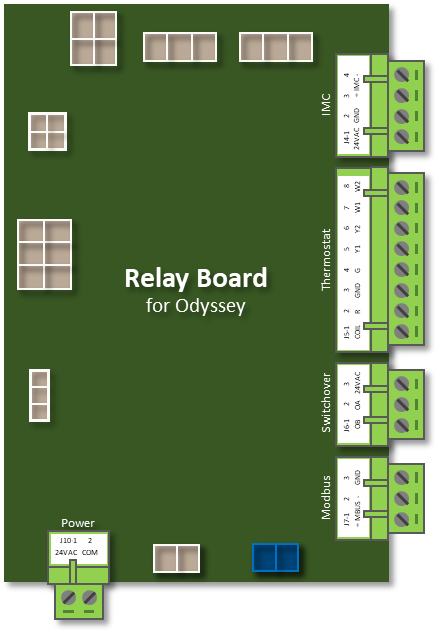 Relay Board
for Odyssey
IMC
4 3 2 J4-1
+ IMC - GND 24VAC
Thermostat
8 7 6 5 4 3 2 J5-1
W2 W1 Y2 Y1 G GND R COIL
Switchover
3 2 J6-1
24VAC OA OB
Modbus
3 2 J7-1
GND + MBUS -
Power
J10-1 2
24VAC COM